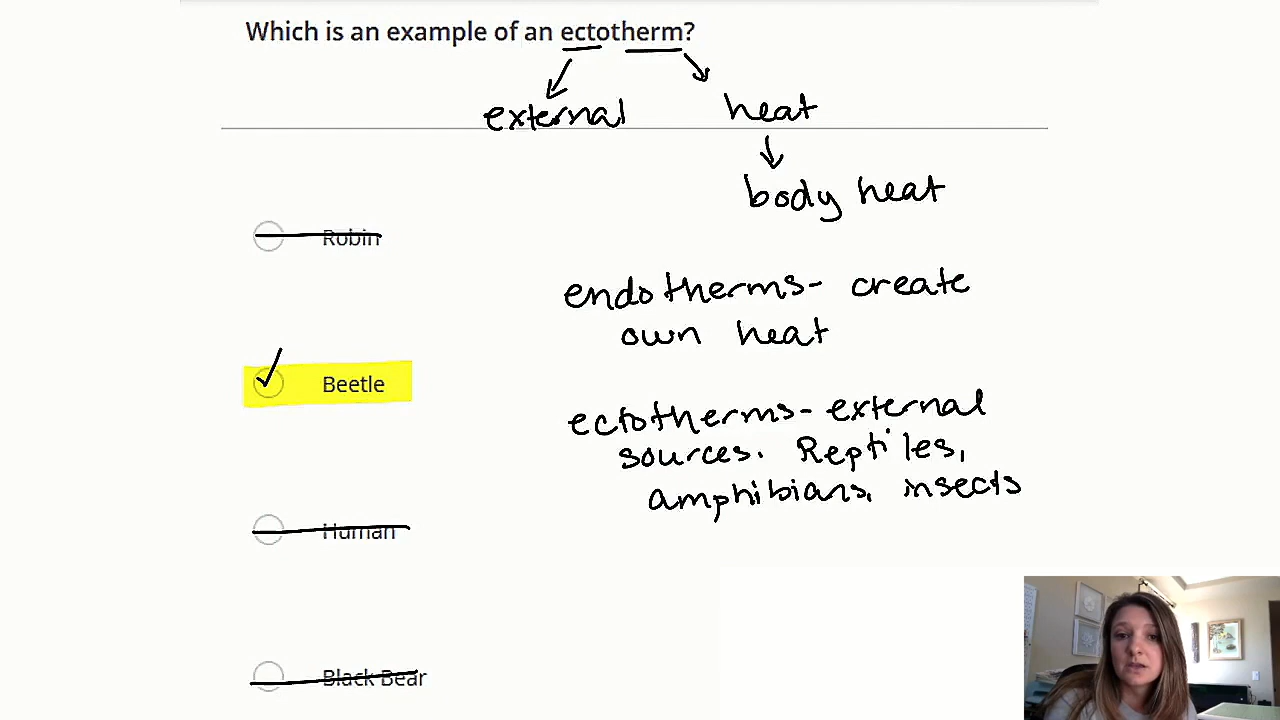 Which is an example of an ectotherm?
external heat
body heat
Robin
endotherms- create
own heat
Beetle
ectotherms- external
sources. Reptiles,
amphibians, insects
Human
Black Bear